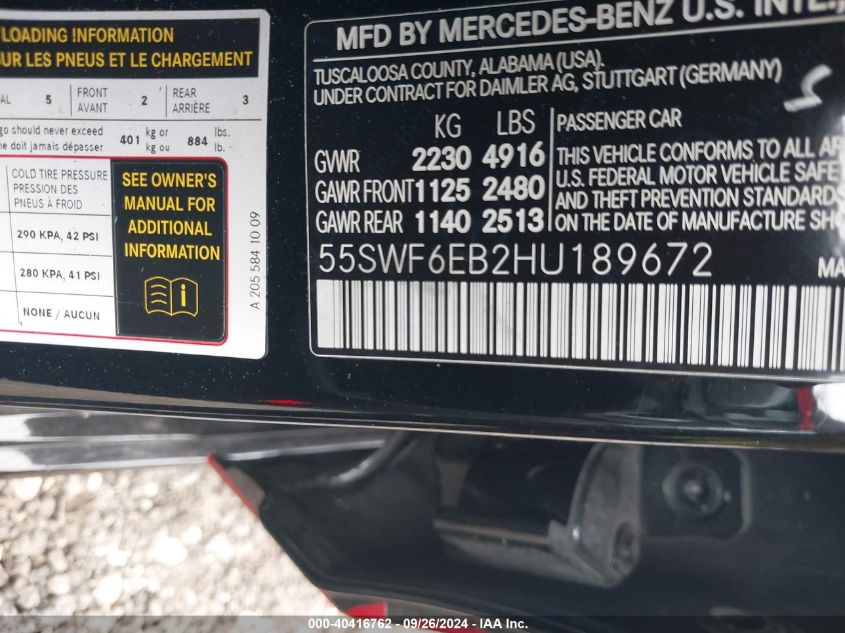 LOADING INFORMATION
UR LES PNEUS ET LE CHARGEMENT
AL 5 FRONT AVANT 2 REAR ARRIÈRE 3
go should never exceed 401 kg or 884 lbs.
ne doit jamais dépasser kg ou lb.
COLD TIRE PRESSURE
PRESSION DES
PNEUS À FROID
290 KPA, 42 PSI
280 KPA, 41 PSI
NONE / AUCUN
SEE OWNER'S
MANUAL FOR
ADDITIONAL
INFORMATION
A 205 584 10 09
MFD BY MERCEDES-BENZ U.S. INTL.
TUSCALOOSA COUNTY, ALABAMA (USA).
UNDER CONTRACT FOR DAIMLER AG, STUTTGART (GERMANY)
5
KG LBS
GVWR 2230 4916
GAWR FRONT 1125 2480
GAWR REAR 1140 2513
PASSENGER CAR
THIS VEHICLE CONFORMS TO ALL AP
U.S. FEDERAL MOTOR VEHICLE SAFE
AND THEFT PREVENTION STANDARDS
ON THE DATE OF MANUFACTURE SHO
55SWF6EB2HU189672
MA
000-40416762 - 09/26/2024 - IAA Inc.